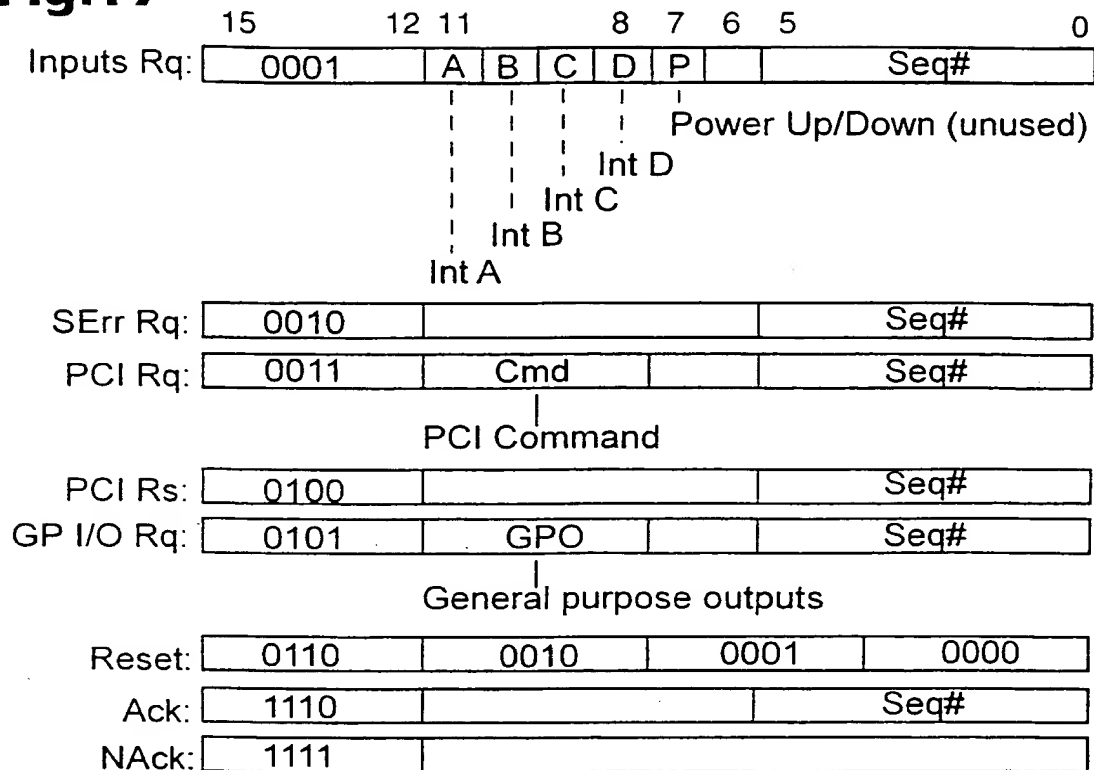 15 12 11 8 7 6 5 0
Inputs Rq: 0001 A B C D P Seq#
Power Up/Down (unused)
Int D
Int C
Int B
Int A
SErr Rq: 0010 Seq#
PCI Rq: 0011 Cmd Seq#
PCI Command
PCI Rs: 0100 Seq#
GP I/O Rq: 0101 GPO Seq#
General purpose outputs
Reset: 0110 0010 0001 0000
Ack: 1110 Seq#
NAck: 1111